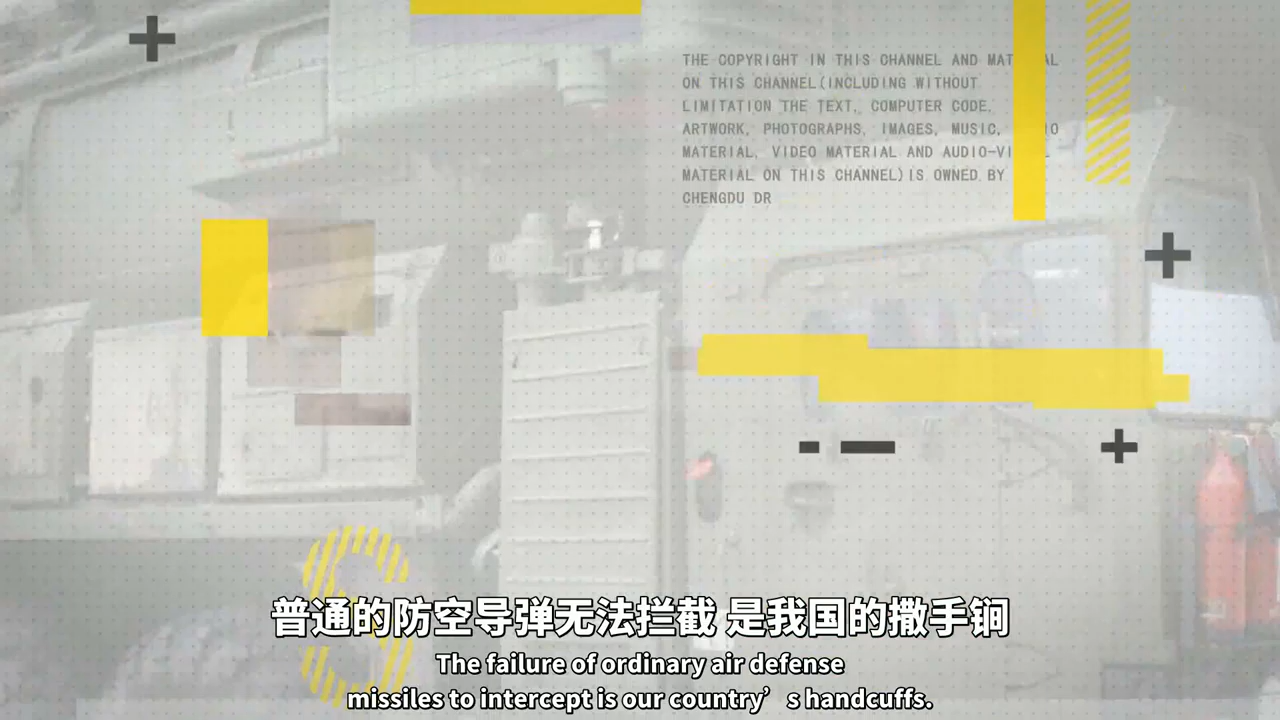 THE COPYRIGHT IN THIS CHANNEL AND MAT AL
ON THIS CHANNEL(INCLUDING WITHOUT
LIMITATION THE TEXT, COMPUTER CODE,
ARTWORK, PHOTOGRAPHS, IMAGES, MUSIC, IO
MATERIAL, VIDEO MATERIAL AND AUDIO-VI L
MATERIAL ON THIS CHANNEL)IS OWNED BY
CHENGDU DR
S
普通的防空导弹无法拦截 是我国的撒手锏
The failure of ordinary air defense
missiles to intercept is our country’s handcuffs.